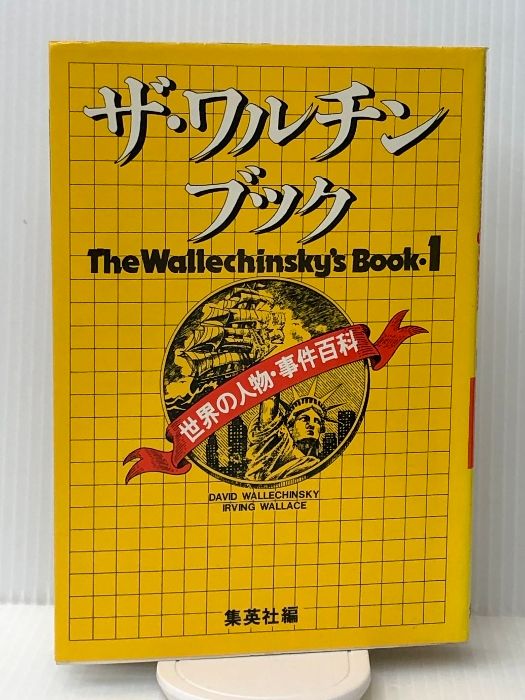 ザ・ワルチン
ブック
The Wallechinsky's Book・1
世界の人物・事件百科
DAVID WALLECHINSKY
IRVING WALLACE
集英社編